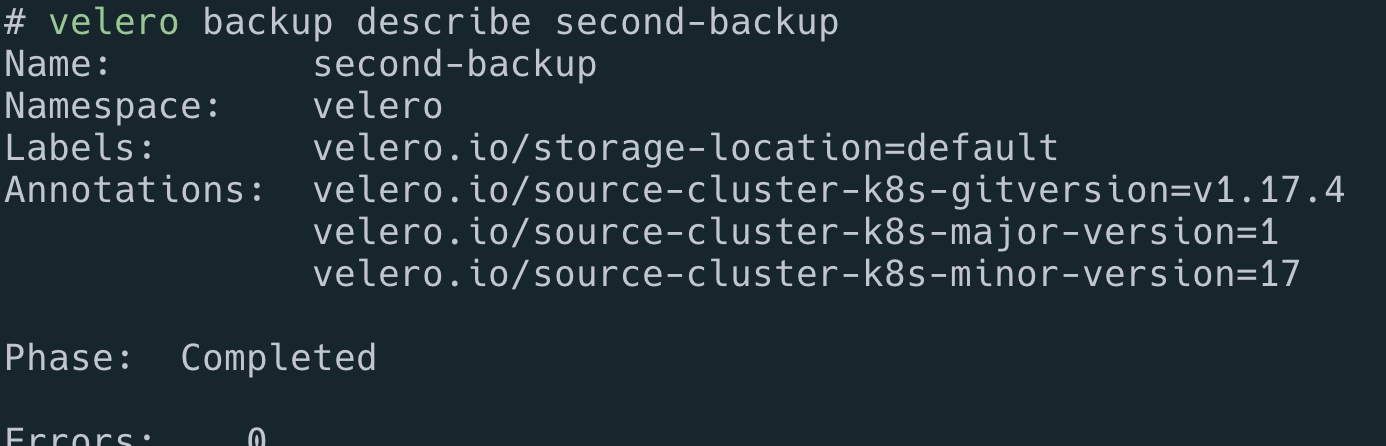 # velero backup describe second-backup
Name:         second-backup
Namespace:    velero
Labels:       velero.io/storage-location=default
Annotations:  velero.io/source-cluster-k8s-gitversion=v1.17.4
              velero.io/source-cluster-k8s-major-version=1
              velero.io/source-cluster-k8s-minor-version=17
Phase:  Completed
Errors:    0